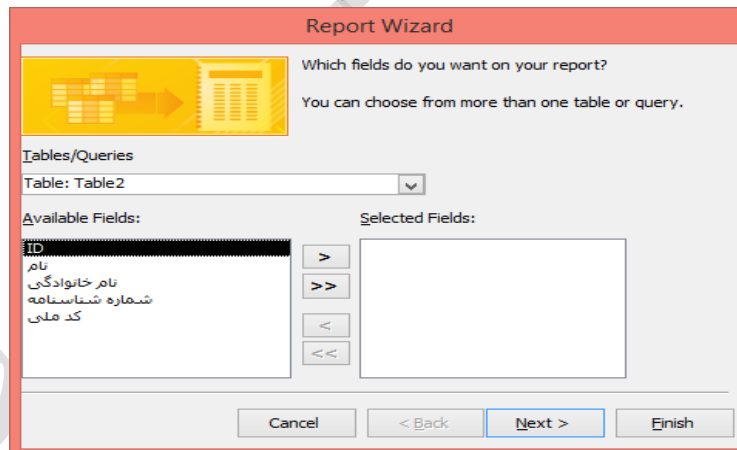 Report Wizard
Which fields do you want on your report?
You can choose from more than one table or query.
Tables/Queries
Table: Table2
Available Fields:
Selected Fields:
ID
نام
نام خانوادگی
شماره شناسنامه
کد ملی
>
>>
<
<<
Cancel
< Back
Next >
Finish